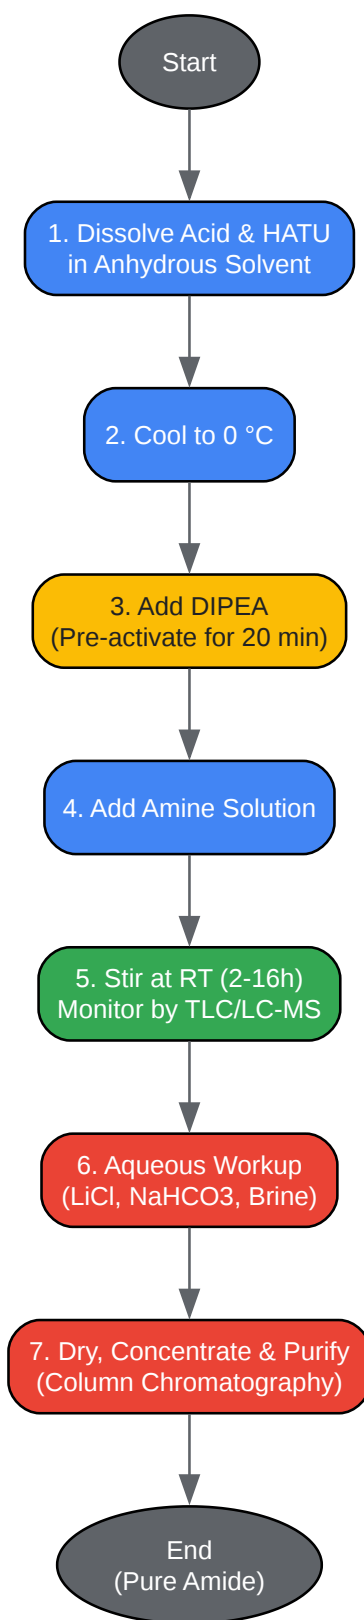 Start
1. Dissolve Acid & HATU
in Anhydrous Solvent
2. Cool to 0 °C
3. Add DIPEA
(Pre-activate for 20 min)
4. Add Amine Solution
5. Stir at RT (2-16h)
Monitor by TLC/LC-MS
6. Aqueous Workup
(LiCl, NaHCO3, Brine)
7. Dry, Concentrate & Purify
(Column Chromatography)
End
(Pure Amide)